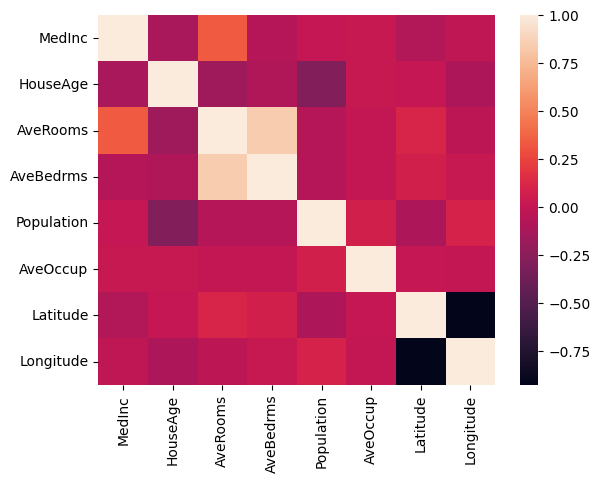 MedInc
HouseAge
AveRooms
AveBedrms
Population
AveOccup
Latitude
Longitude
MedInc
HouseAge
AveRooms
AveBedrms
Population
AveOccup
Latitude
Longitude
1.00
0.75
0.50
0.25
0.00
−0.25
−0.50
−0.75